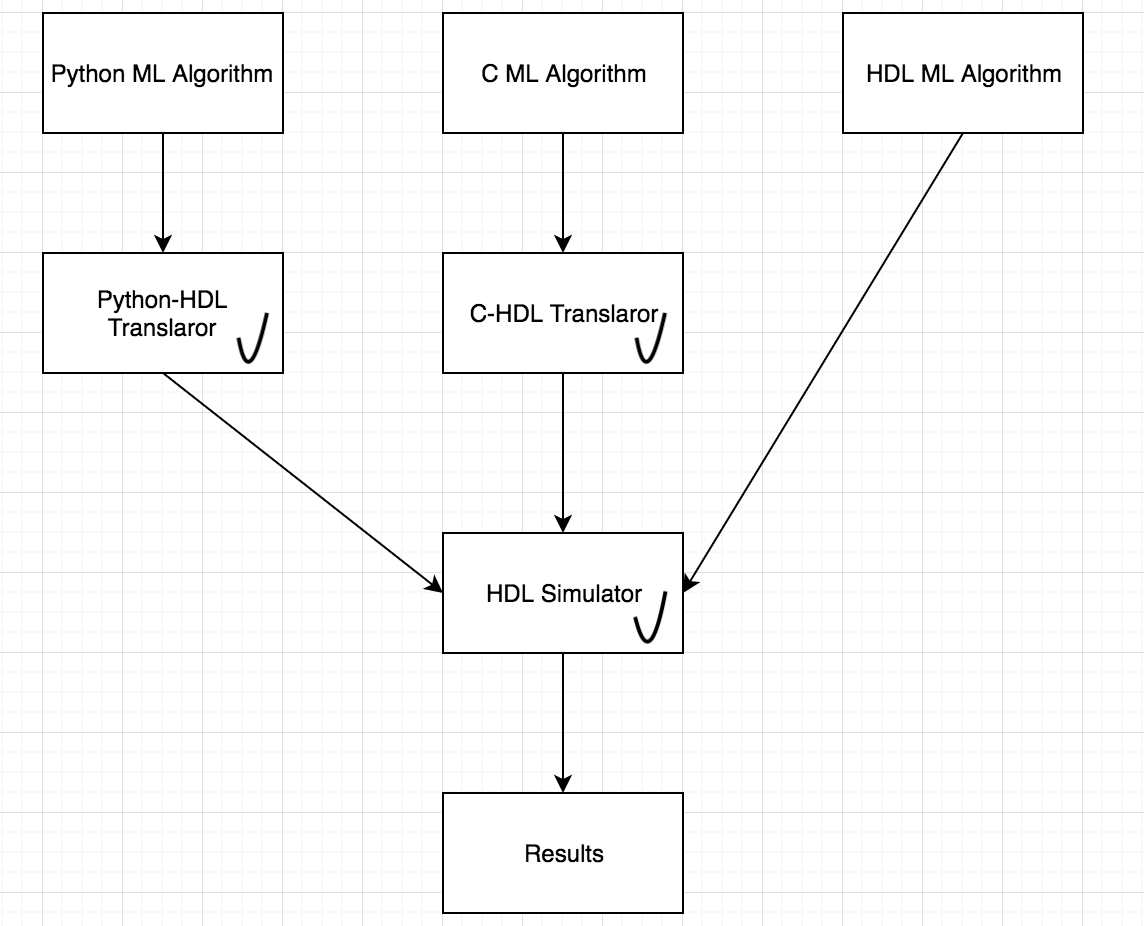 Python ML Algorithm
C ML Algorithm
HDL ML Algorithm
Python-HDL
Translaror
C-HDL Translaror
HDL Simulator
Results